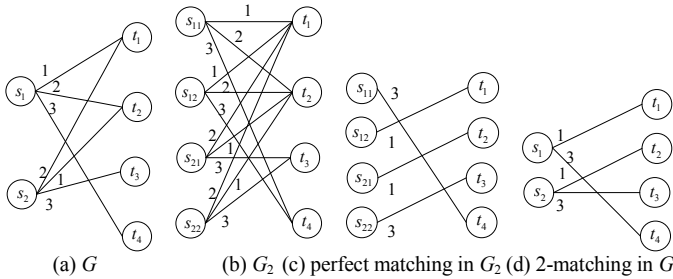 s11
1
t1
2
3
t1
1
2
s1
3
t2
1
2
s12
3
t2
s11
3
t1
s12
1
t2
s21
1
t3
s22
3
t4
s1
1
3
t1
1
t2
s2
3
t3
t4
2
s2
1
3
t3
t4
2
s21
1
3
t3
2
1
s22
3
t4
(a) G
(b) G2 (c) perfect matching in G2 (d) 2-matching in G